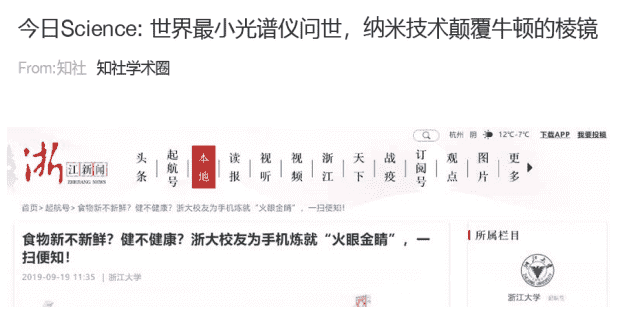 今日Science: 世界最小光谱仪问世，纳米技术颠覆牛顿的棱镜
From:知社 知社学术圈
杭州 阴 12℃-7℃ 下载APP 我要投稿
浙江新闻
ZHEJIANG NEWS
头条 起航号 本地 读报 视听 视频 浙江 天下 战疫 订阅号 观点 图片 更多
首页> 起航号> 食物新不新鲜？健不健康？浙大校友为手机炼就“火眼金睛”，一扫便知！
食物新不新鲜？健不健康？浙大校友为手机炼就“火眼金睛”，一
扫便知！
2019-09-19 11:35 | 浙江大学
所属栏目
浙江大学 起航号